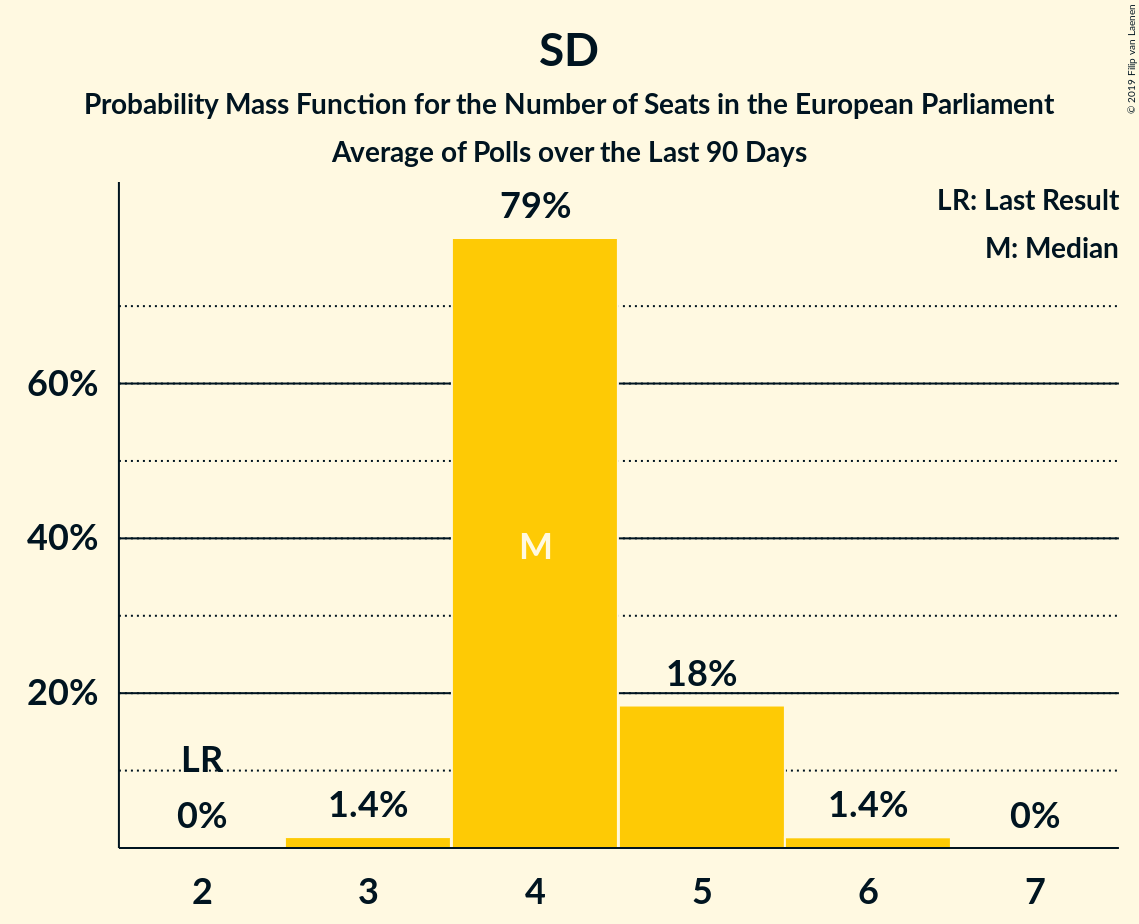 SD
Probability Mass Function for the Number of Seats in the European Parliament
Average of Polls over the Last 90 Days
© 2019 Filip van Laenen
LR: Last Result
M: Median
79%
60%
40%
M
20%
18%
LR
0%
1.4%
1.4%
0%
2 3 4 5 6 7